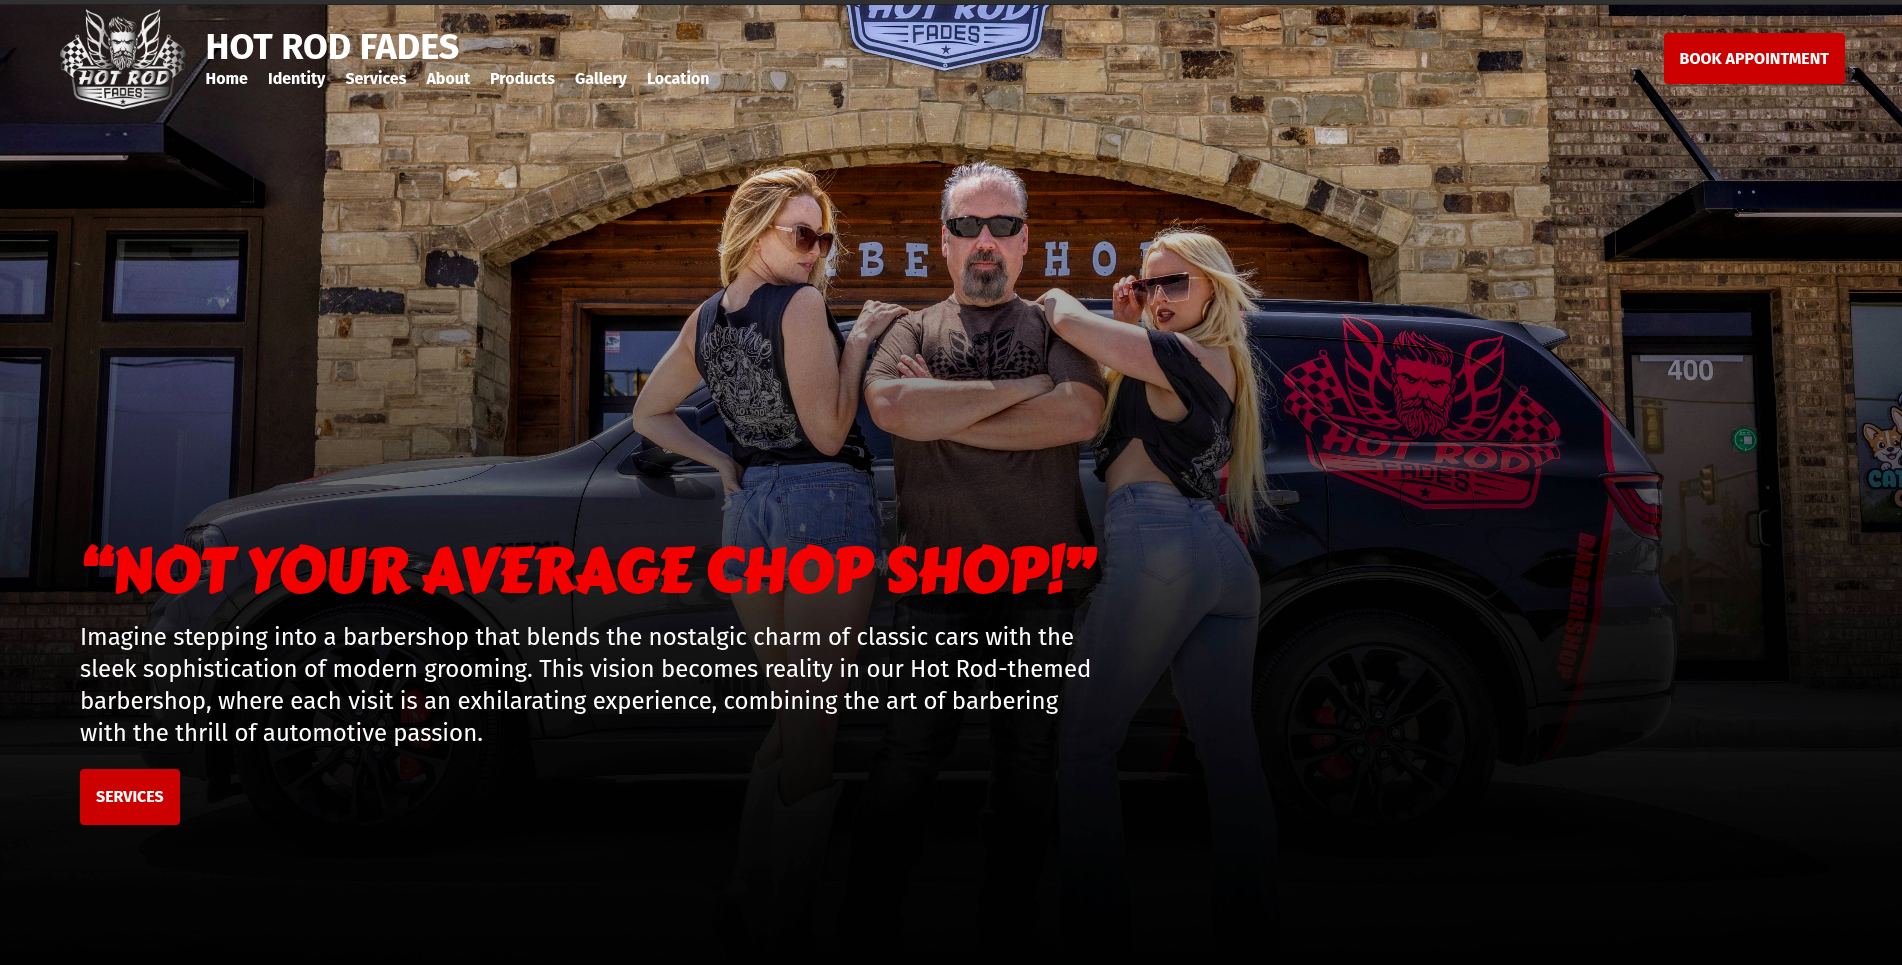 HOT ROD
FADES
HOT ROD FADES
Home Identity Services About Products Gallery Location
HOT ROD
FADES
BOOK APPOINTMENT
BE HO
400
HOT ROD
FADES
BARBERSHOP
“NOT YOUR AVERAGE CHOP SHOP!”
Imagine stepping into a barbershop that blends the nostalgic charm of classic cars with the
sleek sophistication of modern grooming. This vision becomes reality in our Hot Rod-themed
barbershop, where each visit is an exhilarating experience, combining the art of barbering
with the thrill of automotive passion.
SERVICES